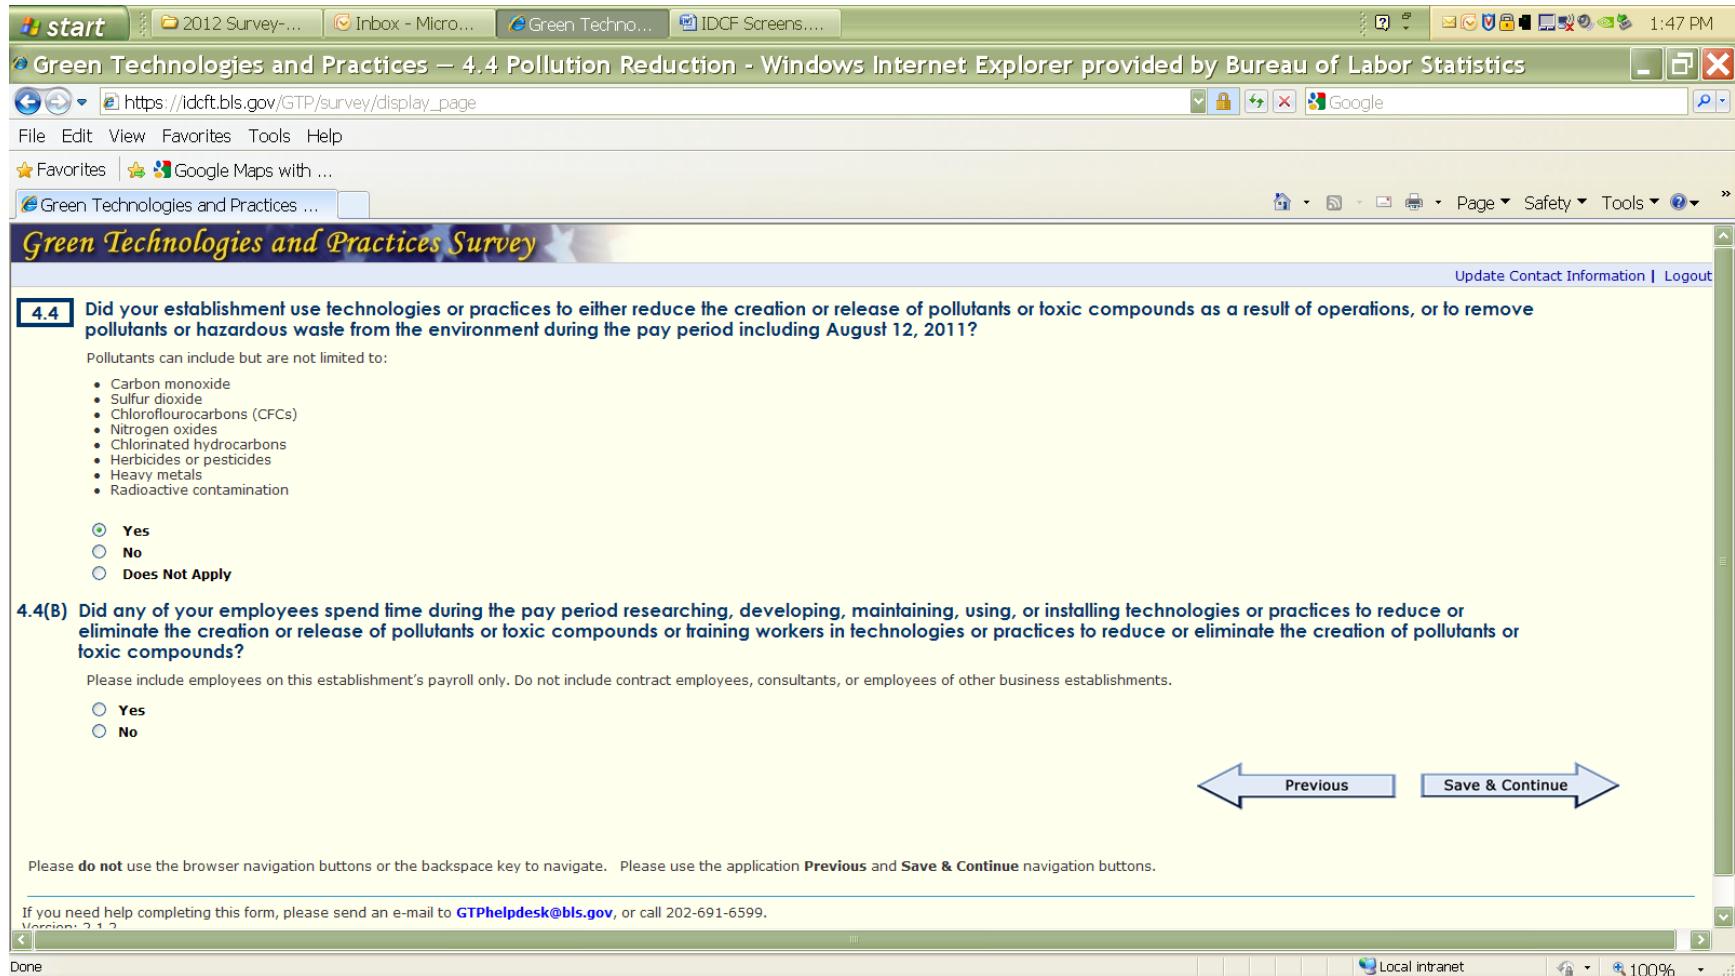 start
2012 Survey-...
Inbox - Micro...
Green Techno...
IDCF Screens....
1:47 PM
Green Technologies and Practices — 4.4 Pollution Reduction - Windows Internet Explorer provided by Bureau of Labor Statistics
https://idcft.bls.gov/GTP/survey/display_page
Google
File Edit View Favorites Tools Help
Favorites
Google Maps with ...
Green Technologies and Practices ...
Page Safety Tools
Green Technologies and Practices Survey
Update Contact Information | Logout
4.4 Did your establishment use technologies or practices to either reduce the creation or release of pollutants or toxic compounds as a result of operations, or to remove
pollutants or hazardous waste from the environment during the pay period including August 12, 2011?
Pollutants can include but are not limited to:
• Carbon monoxide
• Sulfur dioxide
• Chloroflourocarbons (CFCs)
• Nitrogen oxides
• Chlorinated hydrocarbons
• Herbicides or pesticides
• Heavy metals
• Radioactive contamination
Yes
No
Does Not Apply
4.4(B) Did any of your employees spend time during the pay period researching, developing, maintaining, using, or installing technologies or practices to reduce or
eliminate the creation or release of pollutants or toxic compounds or training workers in technologies or practices to reduce or eliminate the creation of pollutants or
toxic compounds?
Please include employees on this establishment's payroll only. Do not include contract employees, consultants, or employees of other business establishments.
Yes
No
Previous
Save & Continue
Please do not use the browser navigation buttons or the backspace key to navigate. Please use the application Previous and Save & Continue navigation buttons.
If you need help completing this form, please send an e-mail to GTPhelpdesk@bls.gov, or call 202-691-6599.
Version: 2.1.2
Done
Local intranet
100%